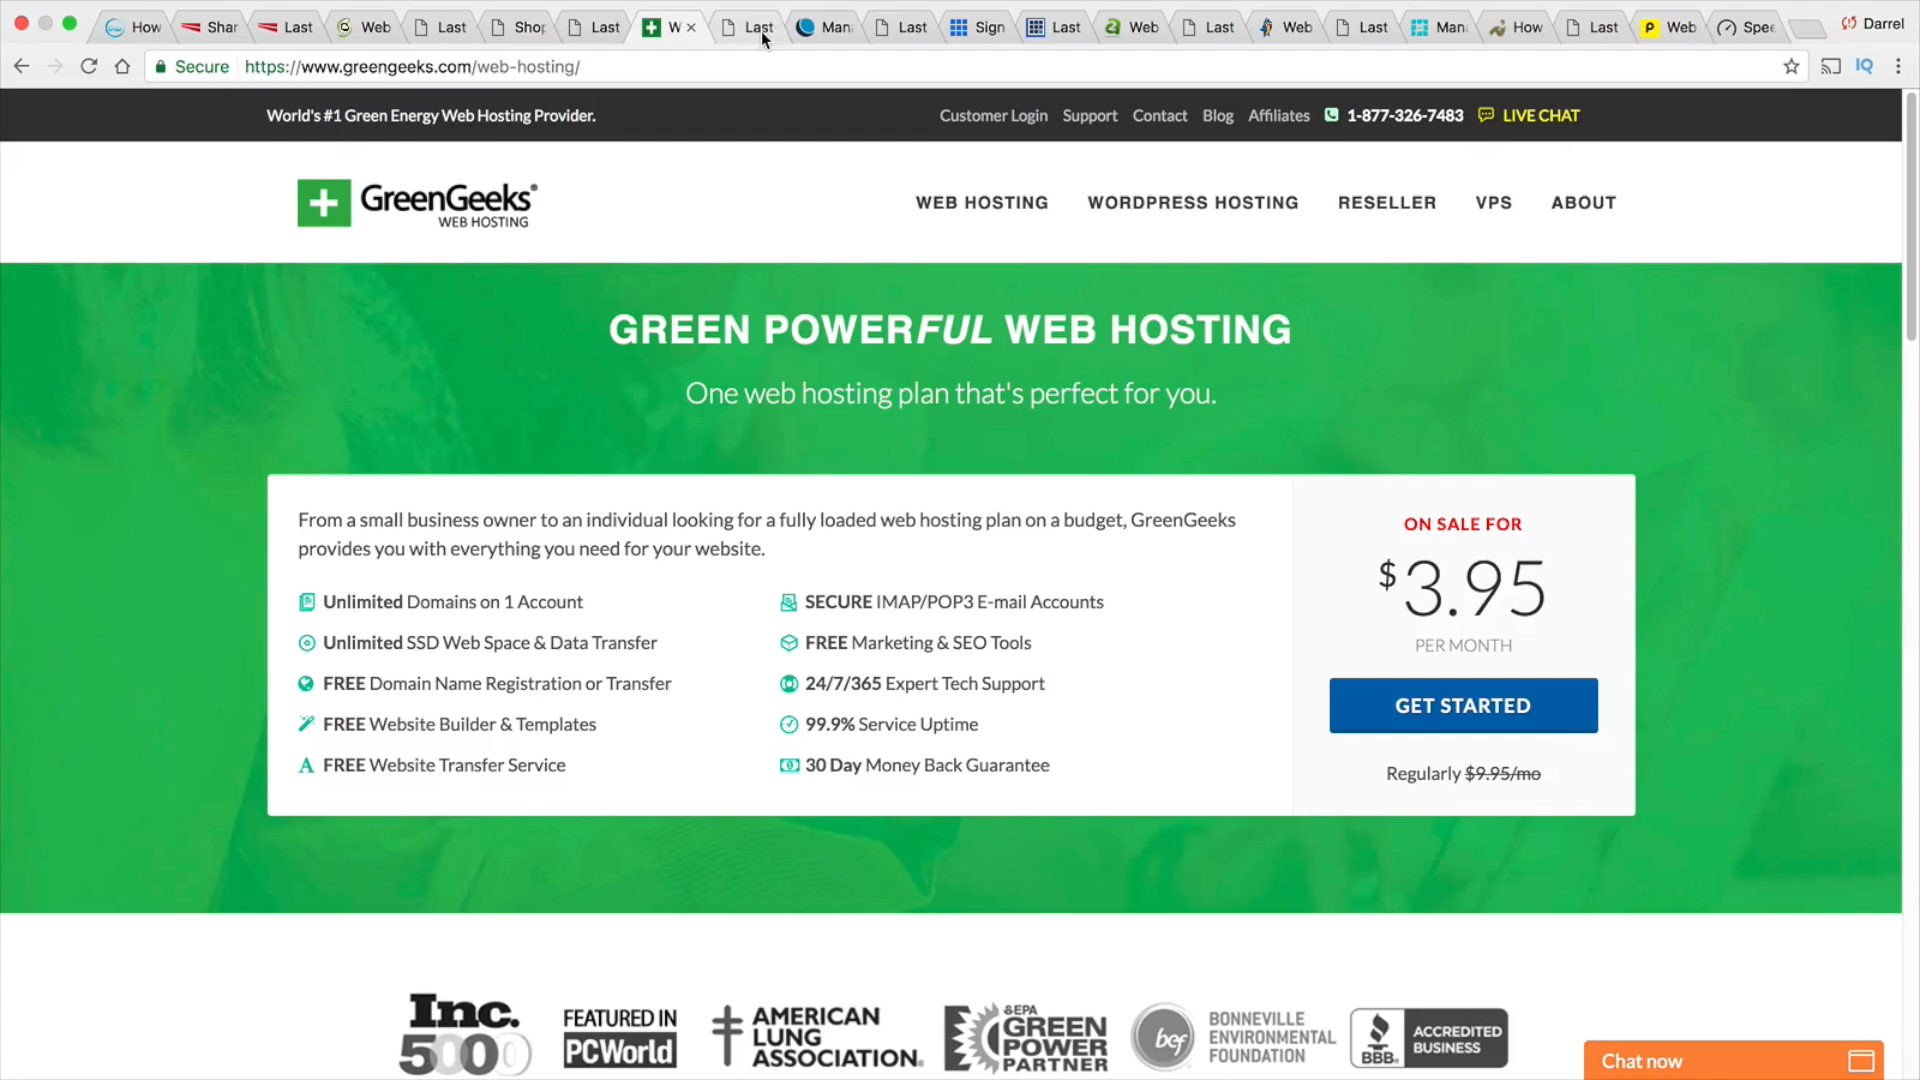 How
Shar
Last
Web
Last
Shop
Last
W
Last
Man
Last
Sign
Last
Web
Last
Web
Last
Man
How
Last
Web
Spee
Darrel
Secure https://www.greengeeks.com/web-hosting/
IQ
World's #1 Green Energy Web Hosting Provider.
Customer Login Support Contact Blog Affiliates 1-877-326-7483 LIVE CHAT
GreenGeeks®
WEB HOSTING
WEB HOSTING WORDPRESS HOSTING RESELLER VPS ABOUT
GREEN POWERFUL WEB HOSTING
One web hosting plan that's perfect for you.
From a small business owner to an individual looking for a fully loaded web hosting plan on a budget, GreenGeeks
provides you with everything you need for your website.
Unlimited Domains on 1 Account
Unlimited SSD Web Space & Data Transfer
FREE Domain Name Registration or Transfer
FREE Website Builder & Templates
FREE Website Transfer Service
SECURE IMAP/POP3 E-mail Accounts
FREE Marketing & SEO Tools
24/7/365 Expert Tech Support
99.9% Service Uptime
30 Day Money Back Guarantee
ON SALE FOR
$3.95
PER MONTH
GET STARTED
Regularly $9.95/mo
Inc.
5000
FEATURED IN
PCWorld
AMERICAN
LUNG
ASSOCIATION.
EPA
GREEN
POWER
PARTNER
bef
BONNEVILLE
ENVIRONMENTAL
FOUNDATION
BBB.
ACCREDITED
BUSINESS
Chat now